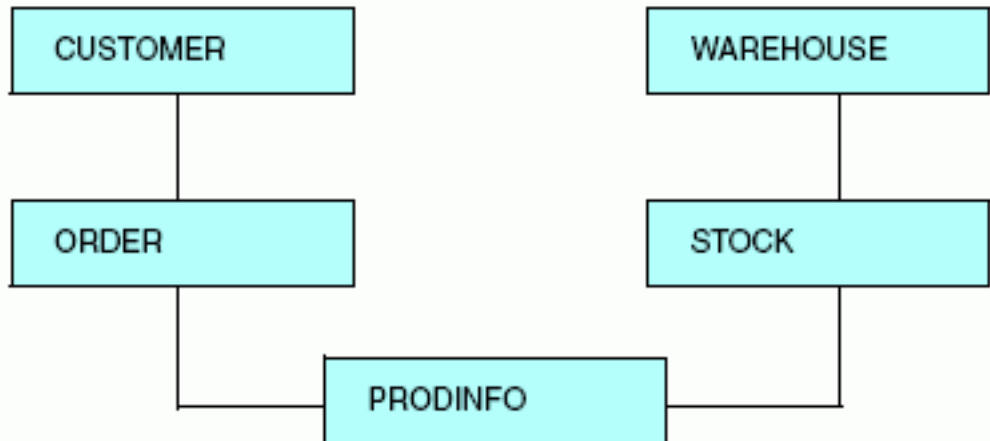 CUSTOMER
WAREHOUSE
ORDER
STOCK
PRODINFO